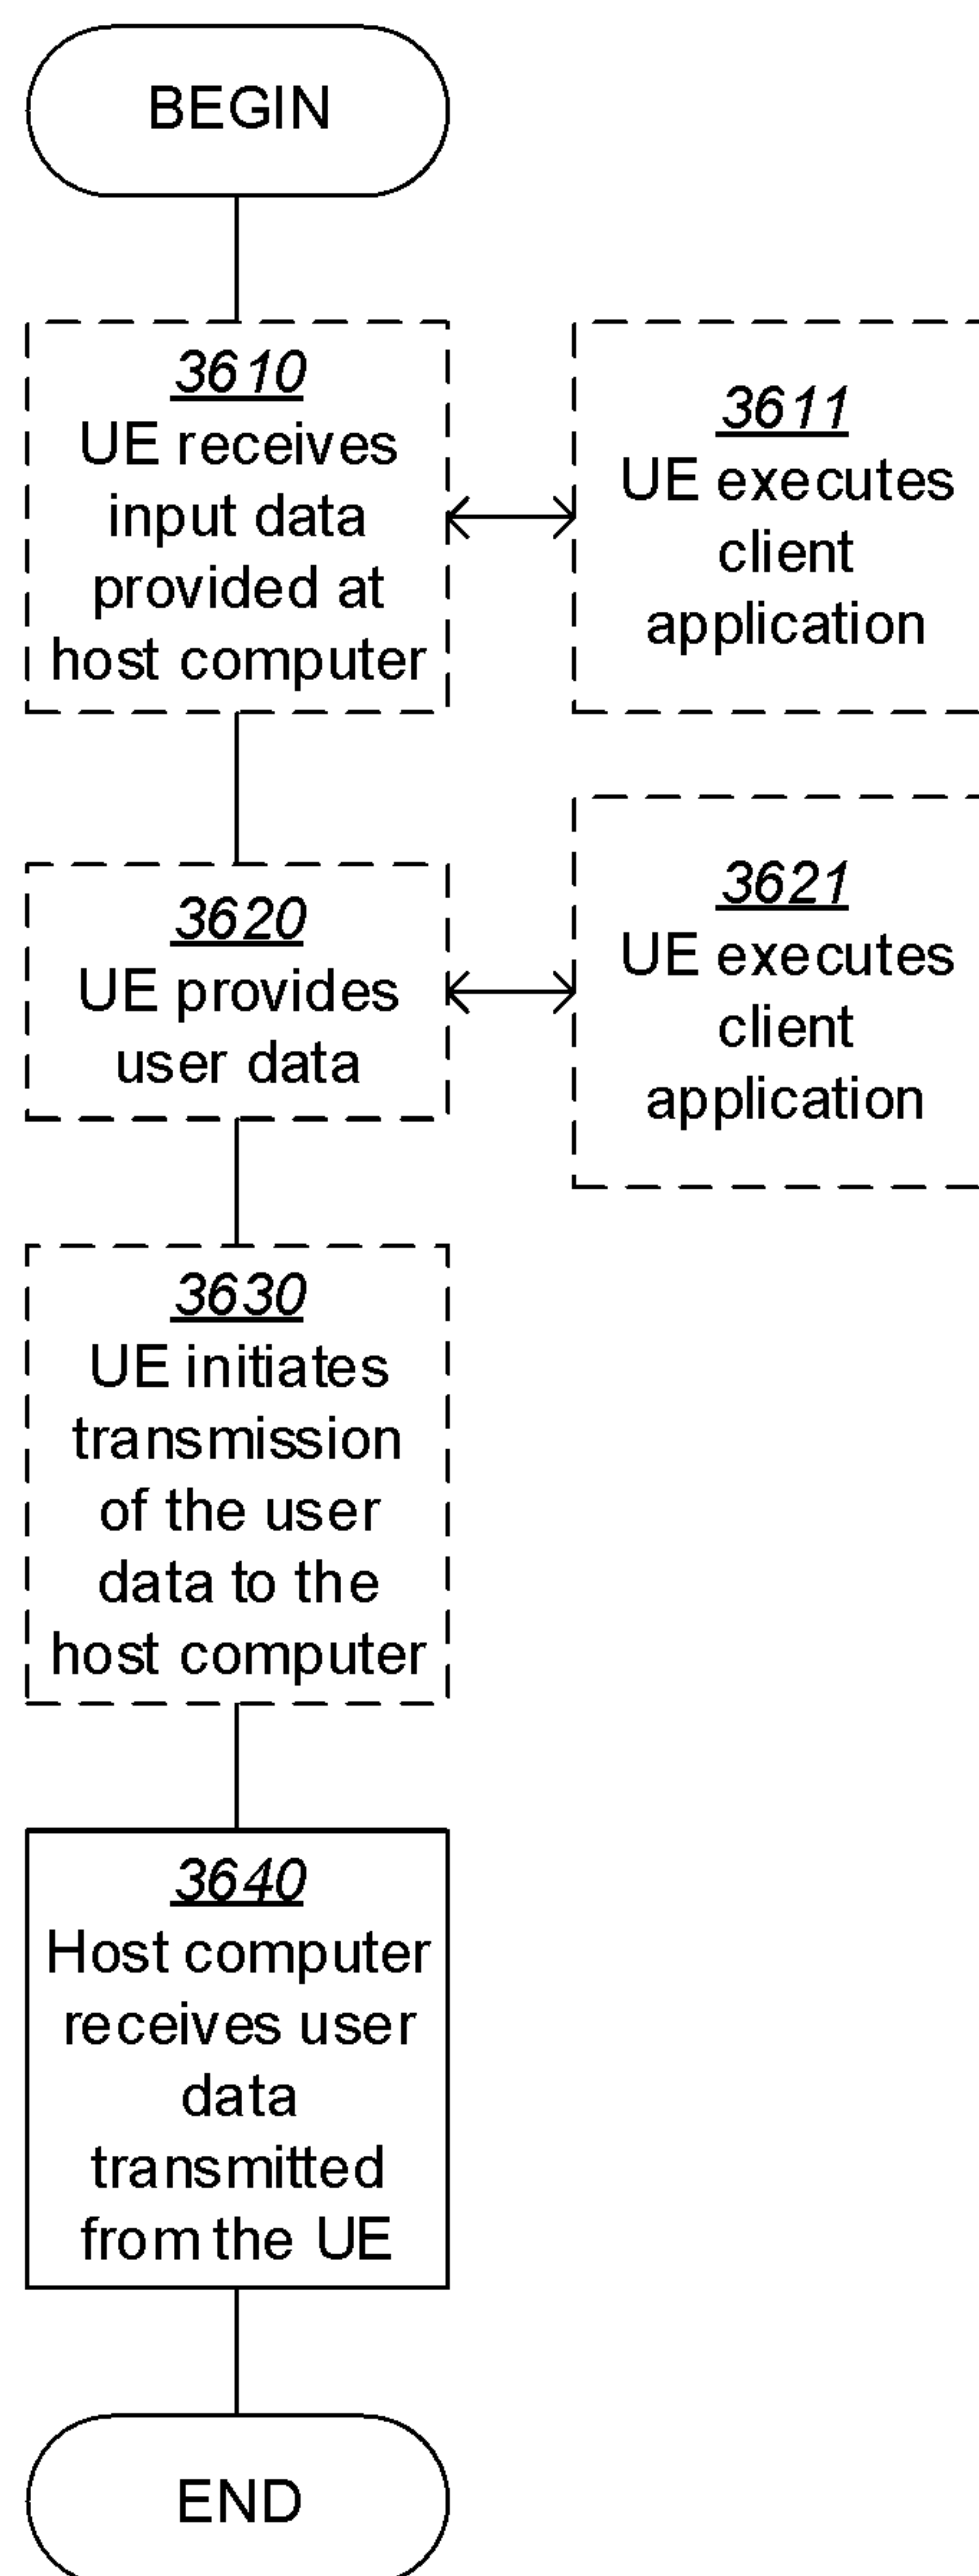 BEGIN
3610
UE receives
input data
provided at
host computer
3611
UE executes
client
application
3620
UE provides
user data
3621
UE executes
client
application
3630
UE initiates
transmission
of the user
data to the
host computer
3640
Host computer
receives user
data
transmitted
from the UE
END